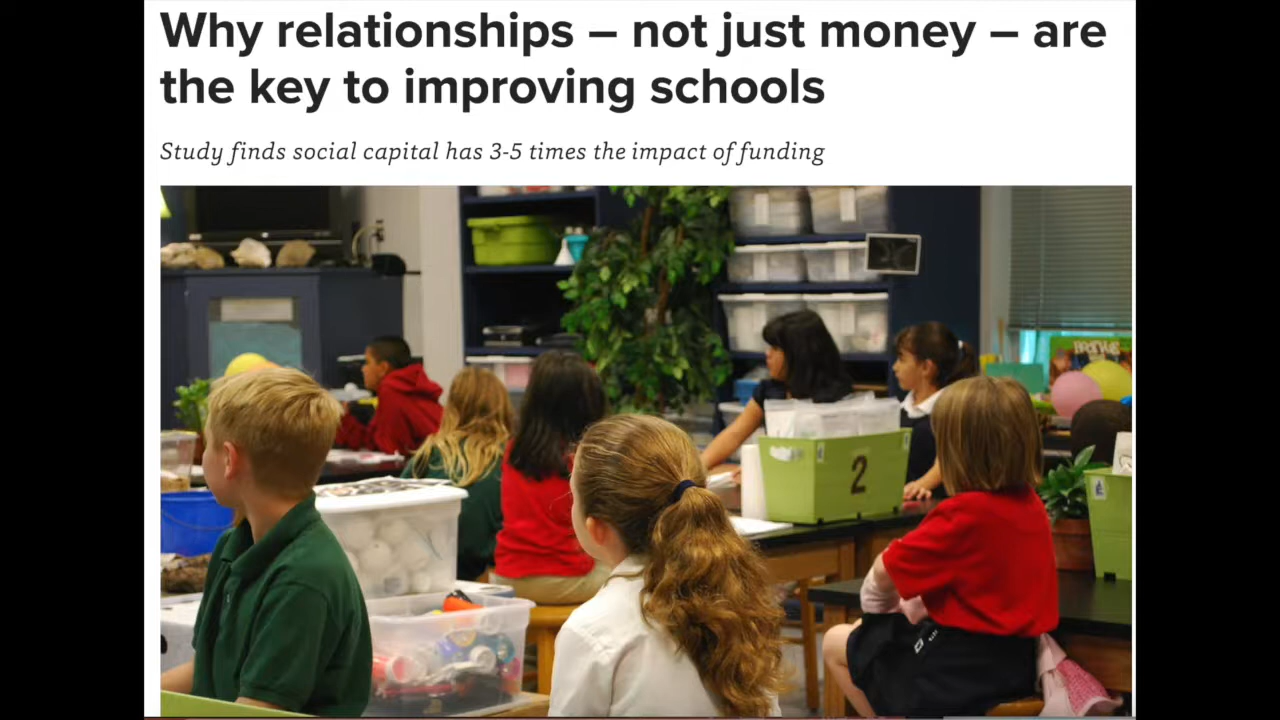 Why relationships – not just money – are
the key to improving schools
Study finds social capital has 3-5 times the impact of funding
2